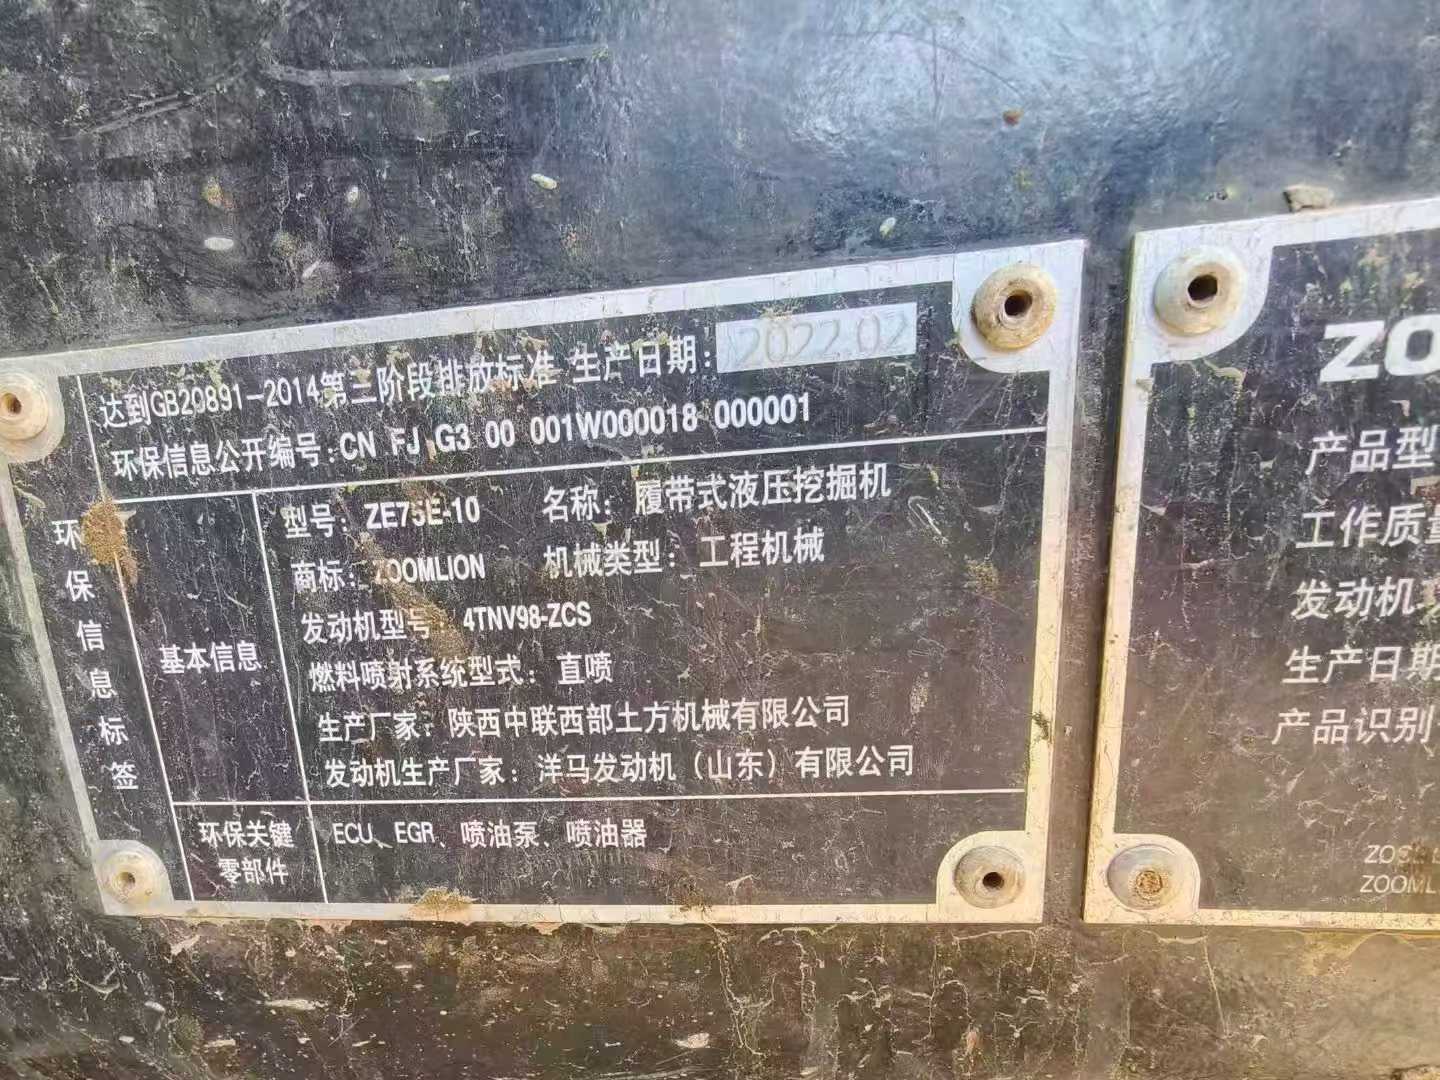 达到GB20891-2014第三阶段排放标准 生产日期: 2022.02
环保信息公开编号: CN FJ G3 00 001W000018 000001
环保信息标签
基本信息
型号: ZE75E-10 名称: 履带式液压挖掘机
商标: ZOOMLION 机械类型: 工程机械
发动机型号: 4TNV98-ZCS
燃料喷射系统型式: 直喷
生产厂家: 陕西中联西部土方机械有限公司
发动机生产厂家: 洋马发动机(山东)有限公司
环保关键
零部件
ECU、EGR、喷油泵、喷油器
ZO
产品型
工作质量
发动机
生产日期
产品识别
ZOOML